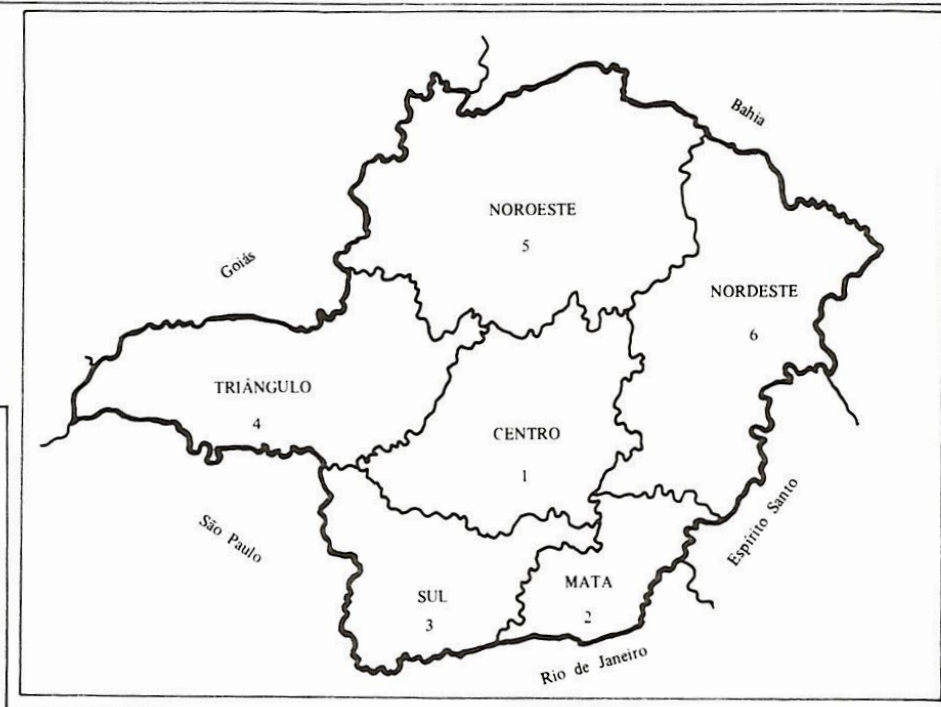 Bahia
NOROESTE
5
Goiás
NORDESTE
6
TRIÂNGULO
4
CENTRO
1
São Paulo
Espírito Santo
SUL
3
MATA
2
Rio de Janeiro